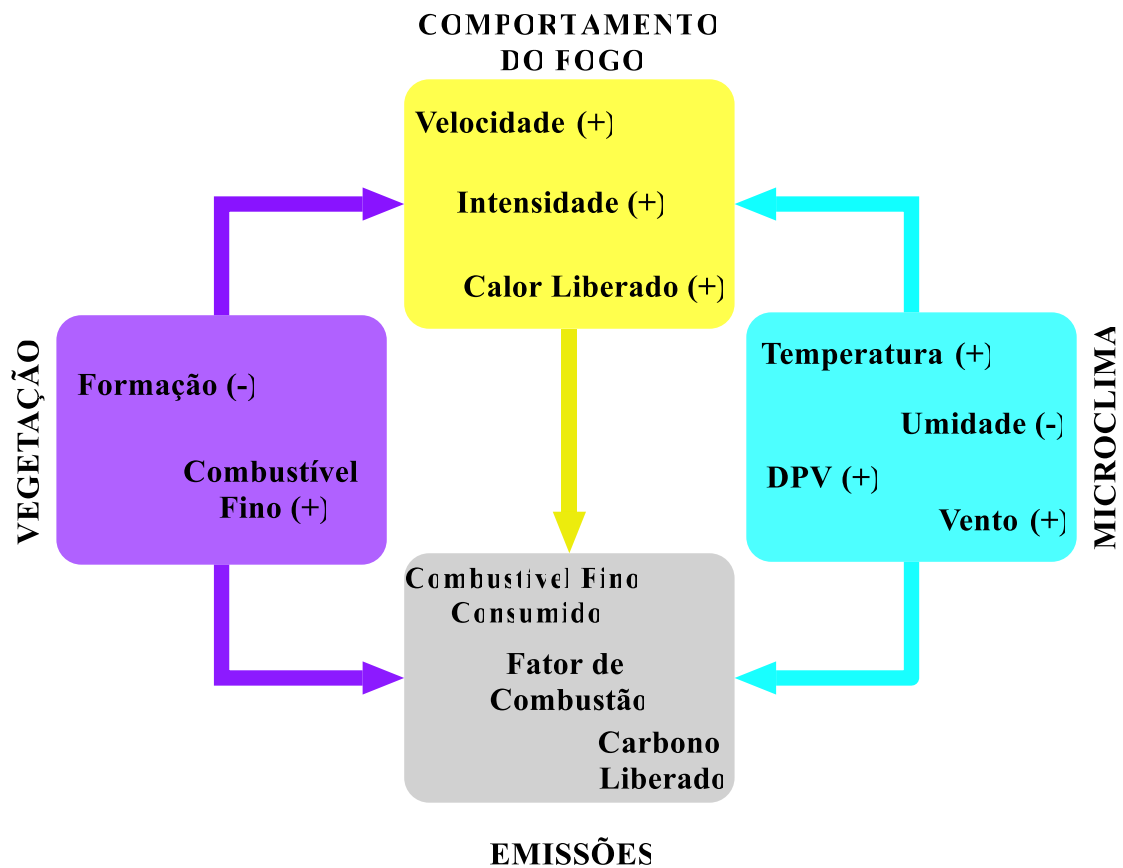 COMPORTAMENTO
DO FOGO
Velocidade (+)
Intensidade (+)
Calor Liberado (+)
VEGETAÇÃO
Formação (-)
Combustível
Fino (+)
Temperatura (+)
Umidade (-)
DPV (+)
Vento (+)
MICROCLIMA
Combustível Fino
Consumido
Fator de
Combustão
Carbono
Liberado
EMISSÕES